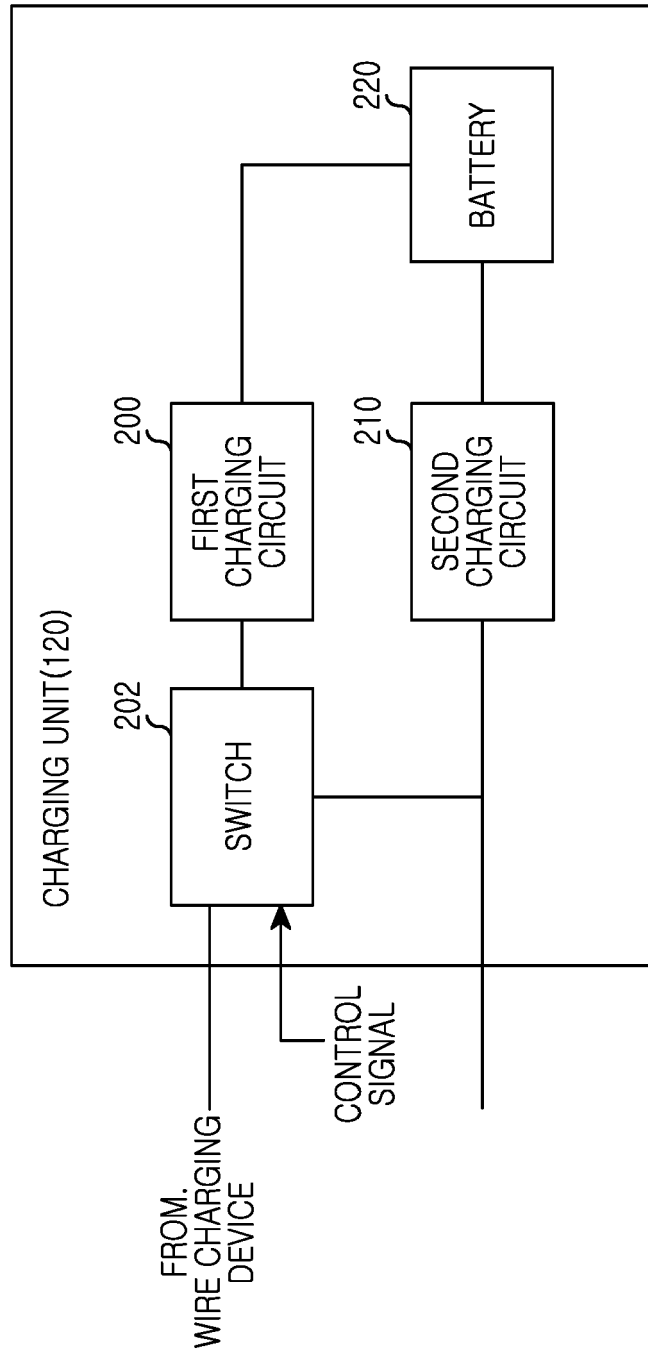 CHARGING UNIT(120)
202
SWITCH
200
FIRST
CHARGING
CIRCUIT
210
SECOND
CHARGING
CIRCUIT
220
BATTERY
FROM.
WIRE CHARGING
DEVICE
CONTROL
SIGNAL